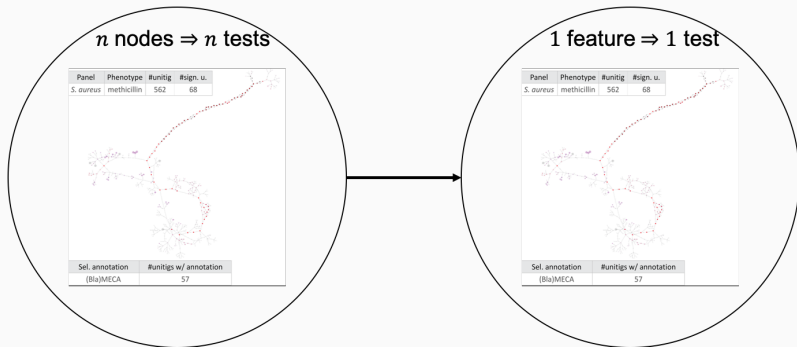 n nodes ⇒ n tests
Panel Phenotype #unitig #sign. u.
S. aureus methicillin 562 68
Sel. annotation #unitigs w/ annotation
(Bla)MECA 57
1 feature ⇒ 1 test
Panel Phenotype #unitig #sign. u.
S. aureus methicillin 562 68
Sel. annotation #unitigs w/ annotation
(Bla)MECA 57